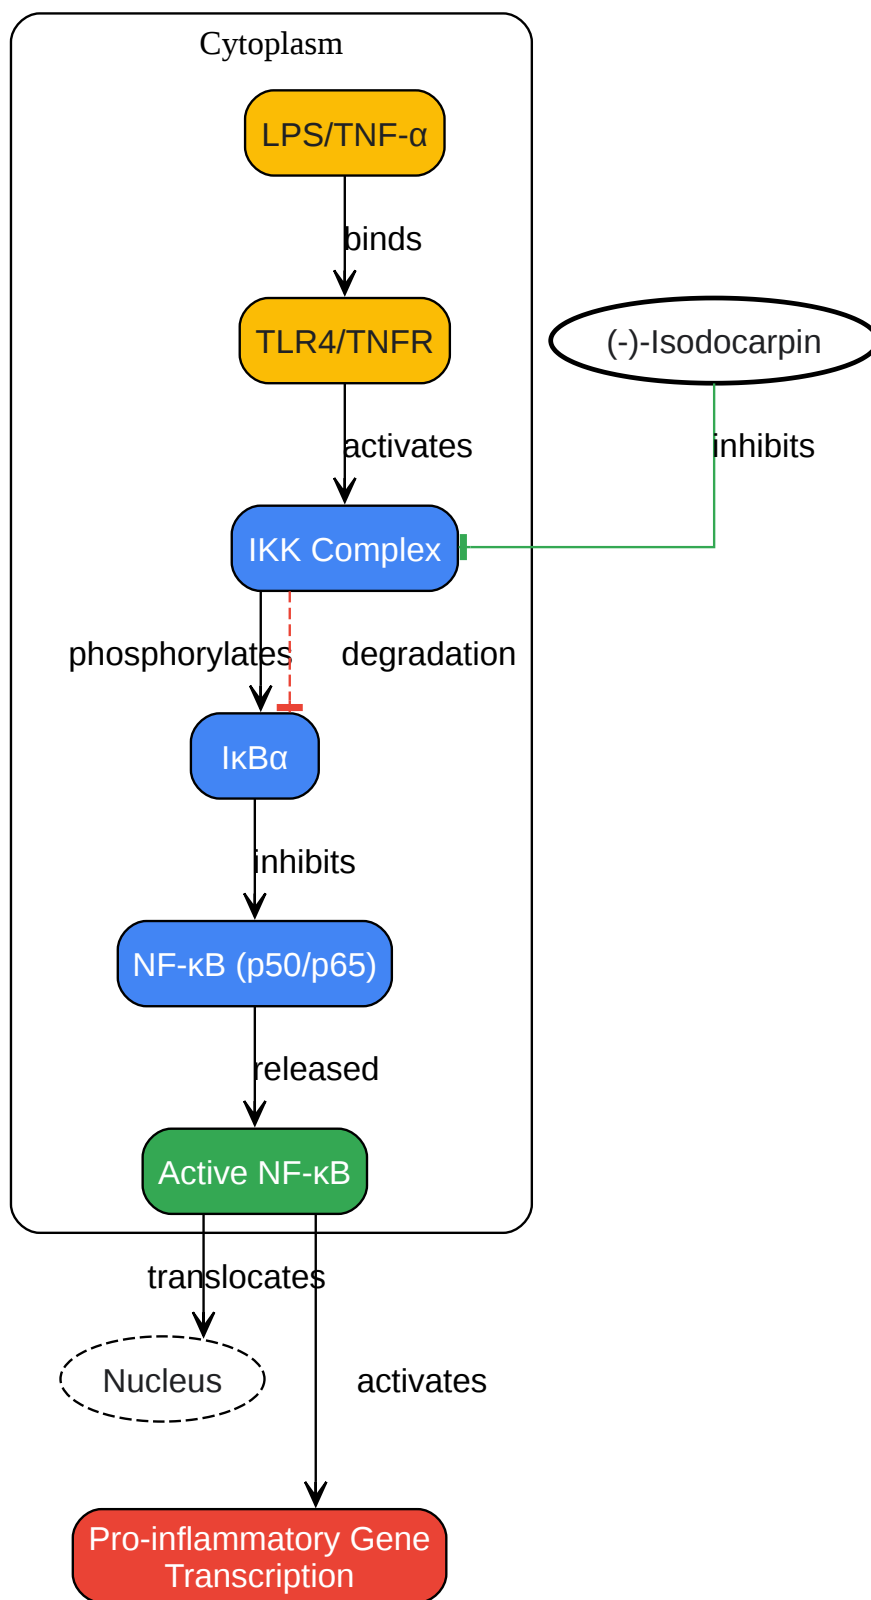 Cytoplasm
LPS/TNF-α
binds
TLR4/TNFR
(-)-Isodocarpin
activates
inhibits
IKK Complex
phosphorylates
degradation
IκBα
inhibits
NF-κB (p50/p65)
released
Active NF-κB
translocates
Nucleus
activates
Pro-inflammatory Gene
Transcription